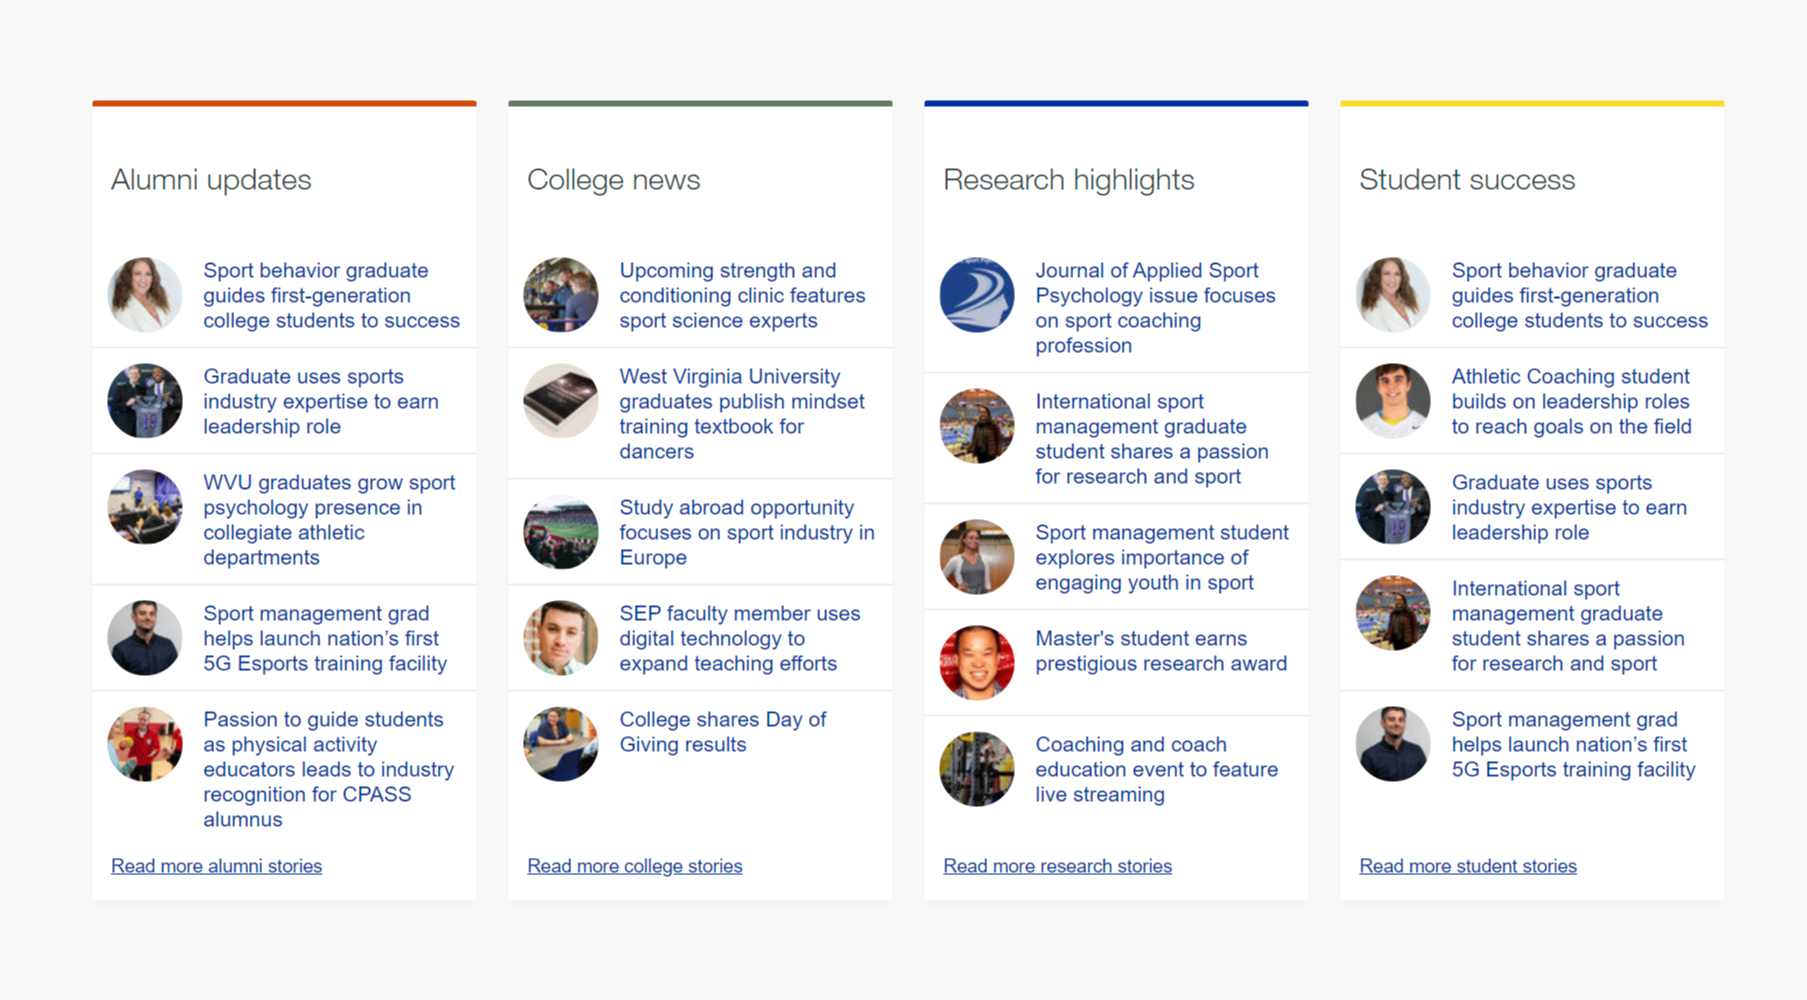 Alumni updates
Sport behavior graduate
guides first-generation
college students to success
Graduate uses sports
industry expertise to earn
leadership role
WVU graduates grow sport
psychology presence in
collegiate athletic
departments
Sport management grad
helps launch nation’s first
5G Esports training facility
Passion to guide students
as physical activity
educators leads to industry
recognition for CPASS
alumnus
Read more alumni stories
College news
Upcoming strength and
conditioning clinic features
sport science experts
West Virginia University
graduates publish mindset
training textbook for
dancers
Study abroad opportunity
focuses on sport industry in
Europe
SEP faculty member uses
digital technology to
expand teaching efforts
College shares Day of
Giving results
Read more college stories
Research highlights
Journal of Applied Sport
Psychology issue focuses
on sport coaching
profession
International sport
management graduate
student shares a passion
for research and sport
Sport management student
explores importance of
engaging youth in sport
Master's student earns
prestigious research award
Coaching and coach
education event to feature
live streaming
Read more research stories
Student success
Sport behavior graduate
guides first-generation
college students to success
Athletic Coaching student
builds on leadership roles
to reach goals on the field
Graduate uses sports
industry expertise to earn
leadership role
International sport
management graduate
student shares a passion
for research and sport
Sport management grad
helps launch nation’s first
5G Esports training facility
Read more student stories